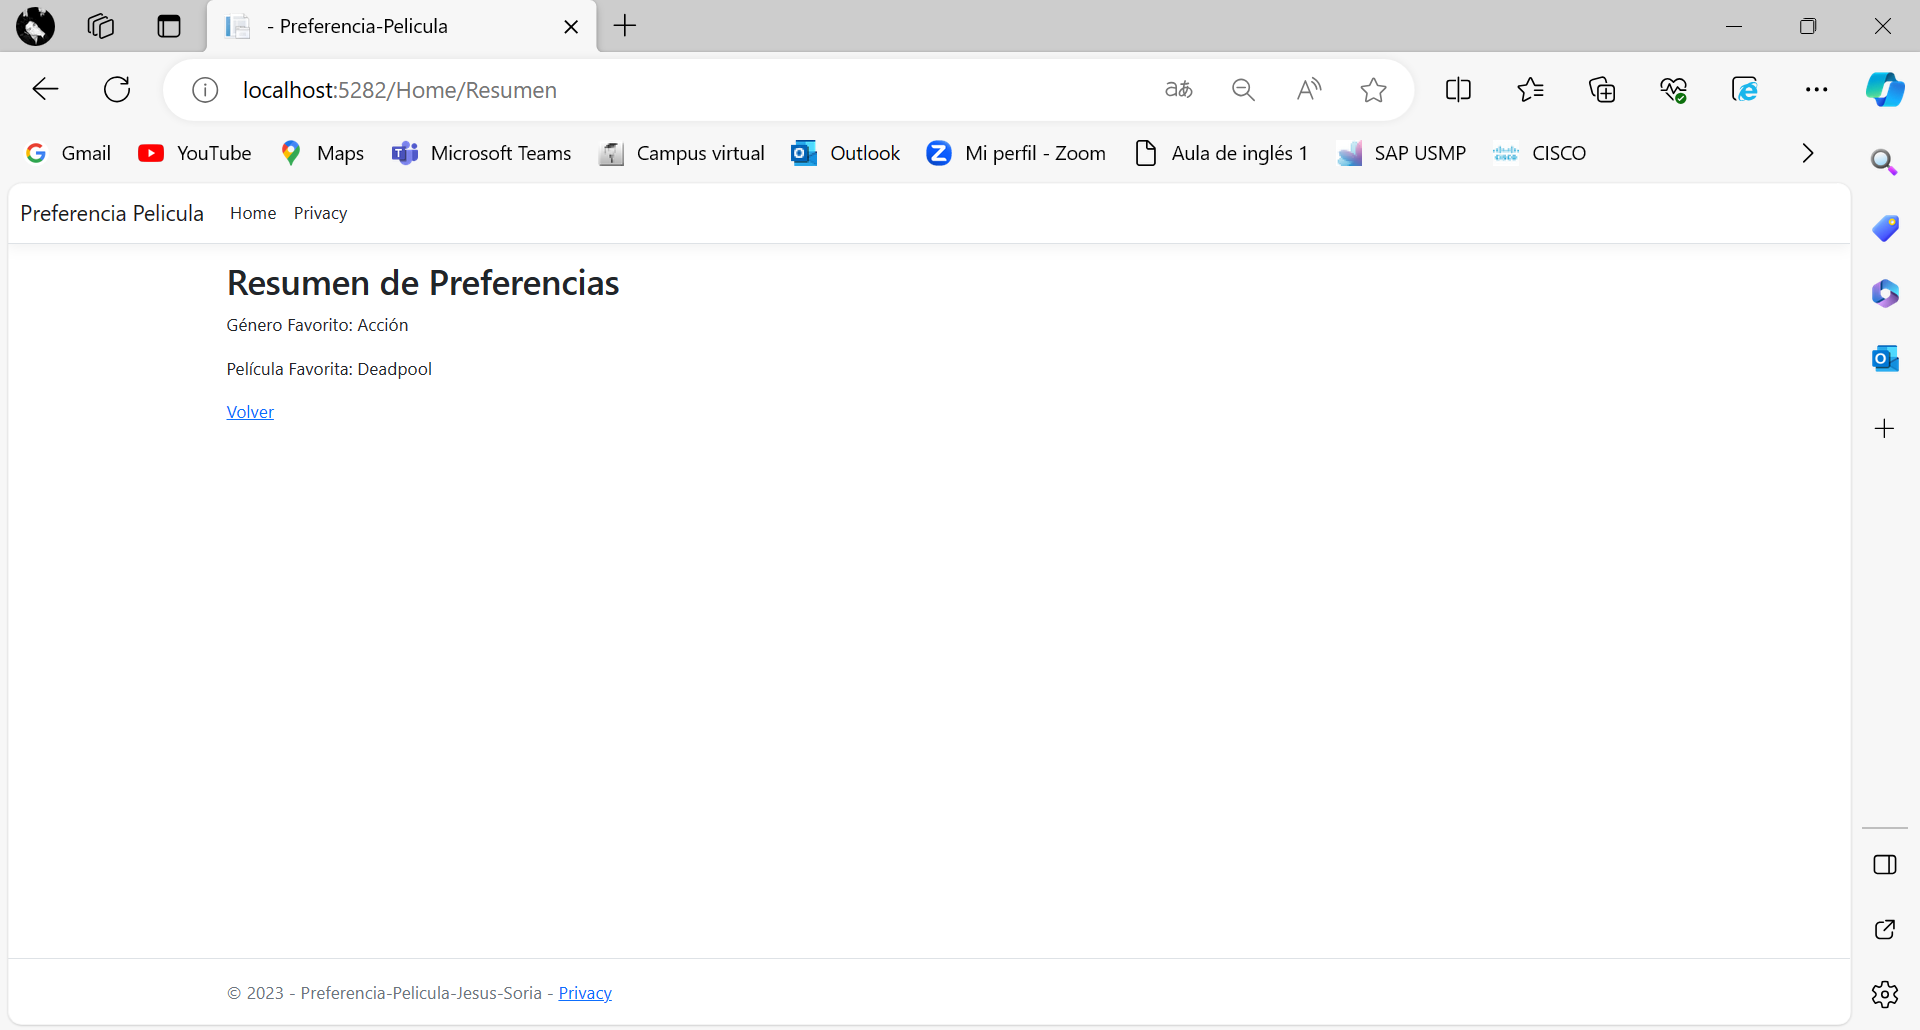 - Preferencia-Pelicula
localhost:5282/Home/Resumen
aあ
Gmail YouTube Maps Microsoft Teams Campus virtual Outlook Mi perfil - Zoom Aula de inglés 1 SAP USMP CISCO
Preferencia Pelicula Home Privacy
Resumen de Preferencias
Género Favorito: Acción
Película Favorita: Deadpool
Volver
© 2023 - Preferencia-Pelicula-Jesus-Soria - Privacy